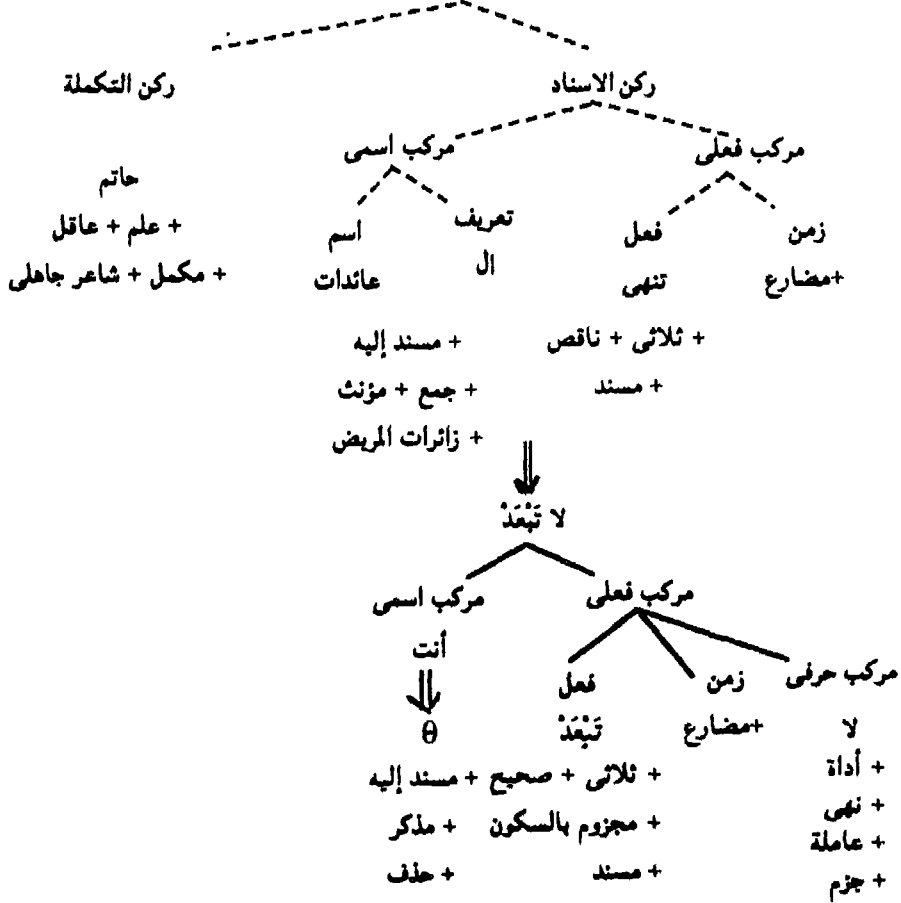 ركن الاسناد ركن التكملة
مركب فعلى مركب اسمى
حاتم
زمن فعل تعريف اسم + علم + عاقل
+مضارع تنهى ال عائدات + مكمل + شاعر جاهلى
+ ثلاثى + ناقص + مسند إليه
+ مسند + جمع + مؤنث
+ زائرات المريض
لا تَبْعَدْ
مركب فعلى مركب اسمى
أنت
مركب حرفى زمن فعل
لا +مضارع تَبْعَدْ θ
+ أداة + ثلاثى + صحيح + مسند إليه
+ نهى + مجزوم بالسكون + مذكر
+ عاملة + مسند + حذف
+ جزم